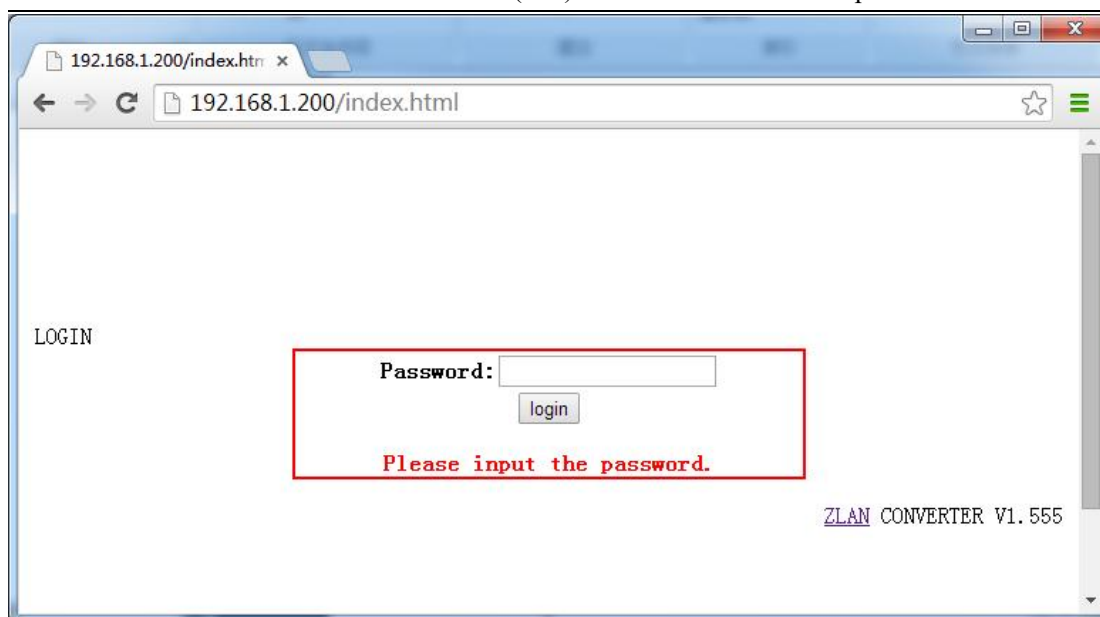 192.168.1.200/index.htm
192.168.1.200/index.html
LOGIN
Password:
login
Please input the password.
ZLAN CONVERTER V1.555